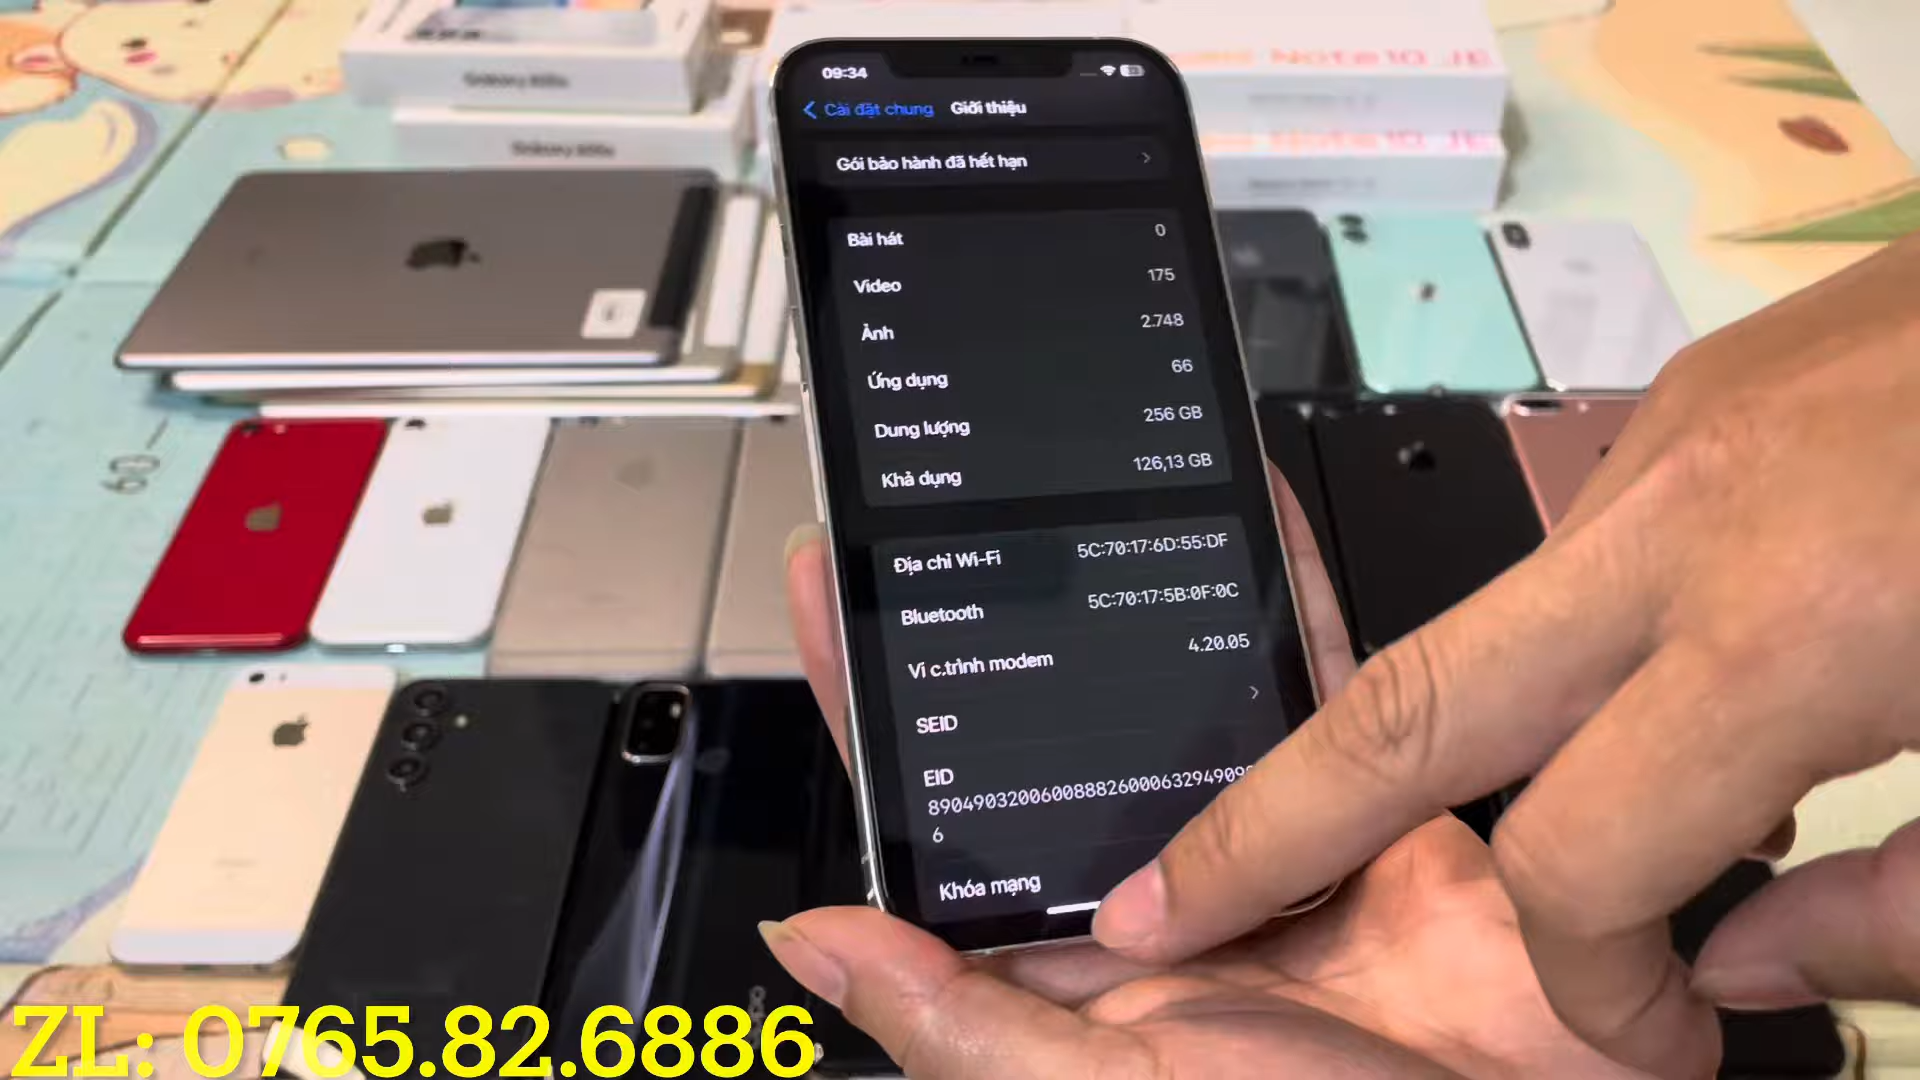 09:34
Cài đặt chung
Giới thiệu
Gói bảo hành đã hết hạn
Bài hát 0
Video 175
Ảnh 2.748
Ứng dụng 66
Dung lượng 256 GB
Khả dụng 126,13 GB
Địa chỉ Wi-Fi 5C:70:17:6D:55:DF
Bluetooth 5C:70:17:5B:0F:0C
Vi c.trình modem 4.20.05
SEID
EID
6
Khóa mạng
ZL: 0765.82.6886